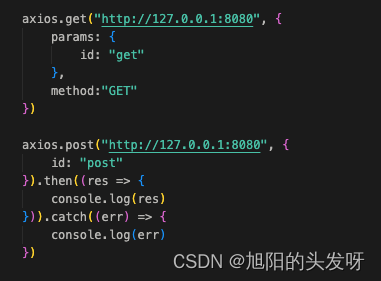 axios.get("http://127.0.0.1:8080", {
    params: {
        id: "get"
    },
    method:"GET"
})

axios.post("http://127.0.0.1:8080", {
    id: "post"
}).then((res => {
    console.log(res)
})).catch((err) => {
    console.log(err)
})
CSDN @旭阳的头发呀